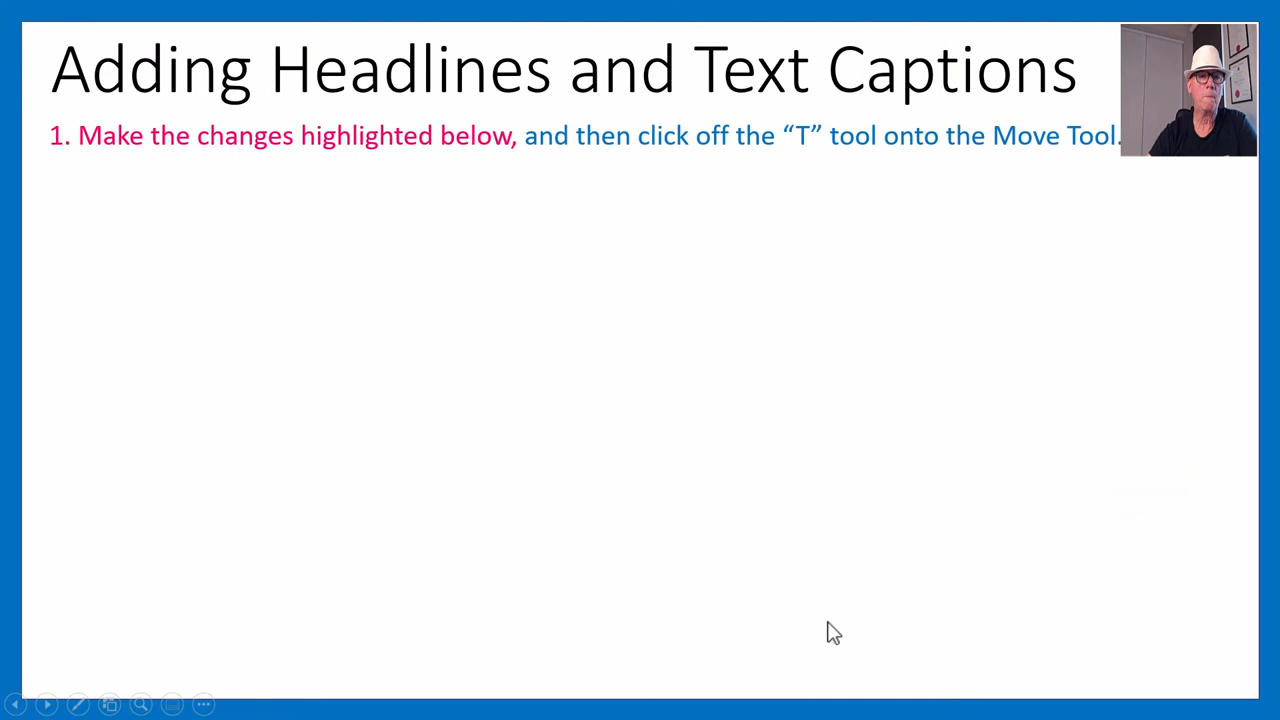 Adding Headlines and Text Captions
1. Make the changes highlighted below, and then click off the “T” tool onto the Move Tool.